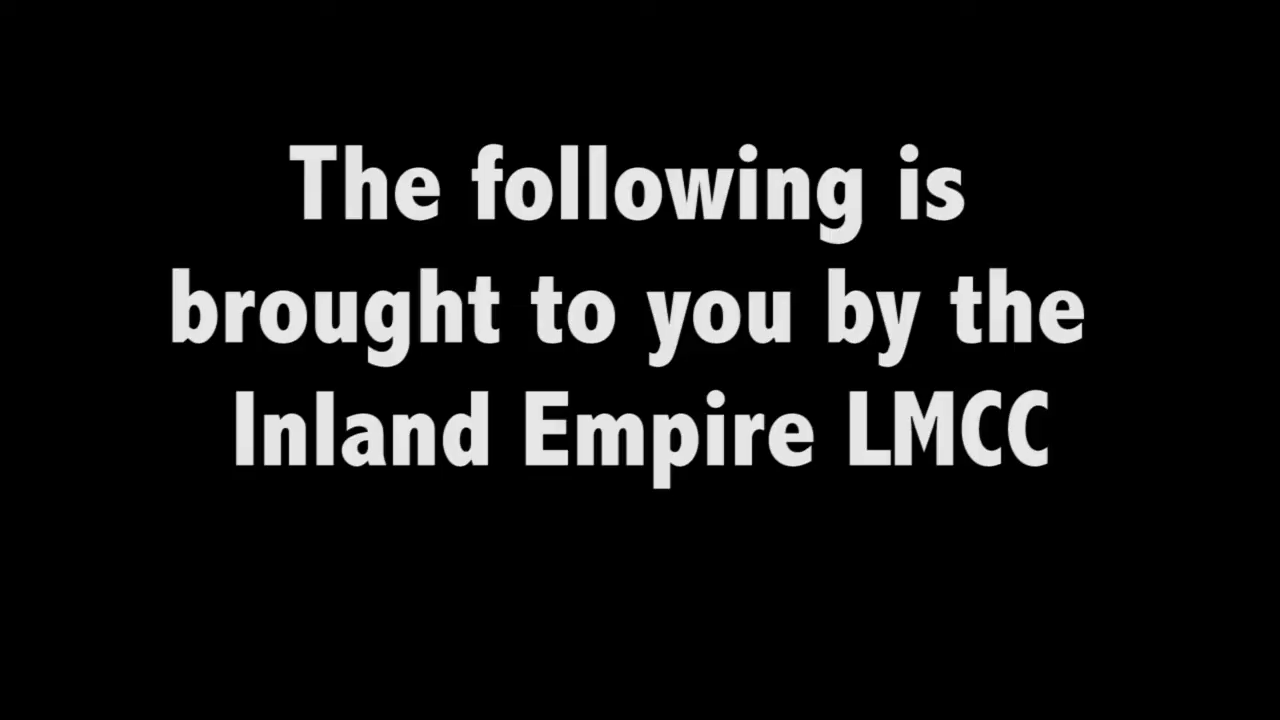 The following is
brought to you by the
Inland Empire LMCC